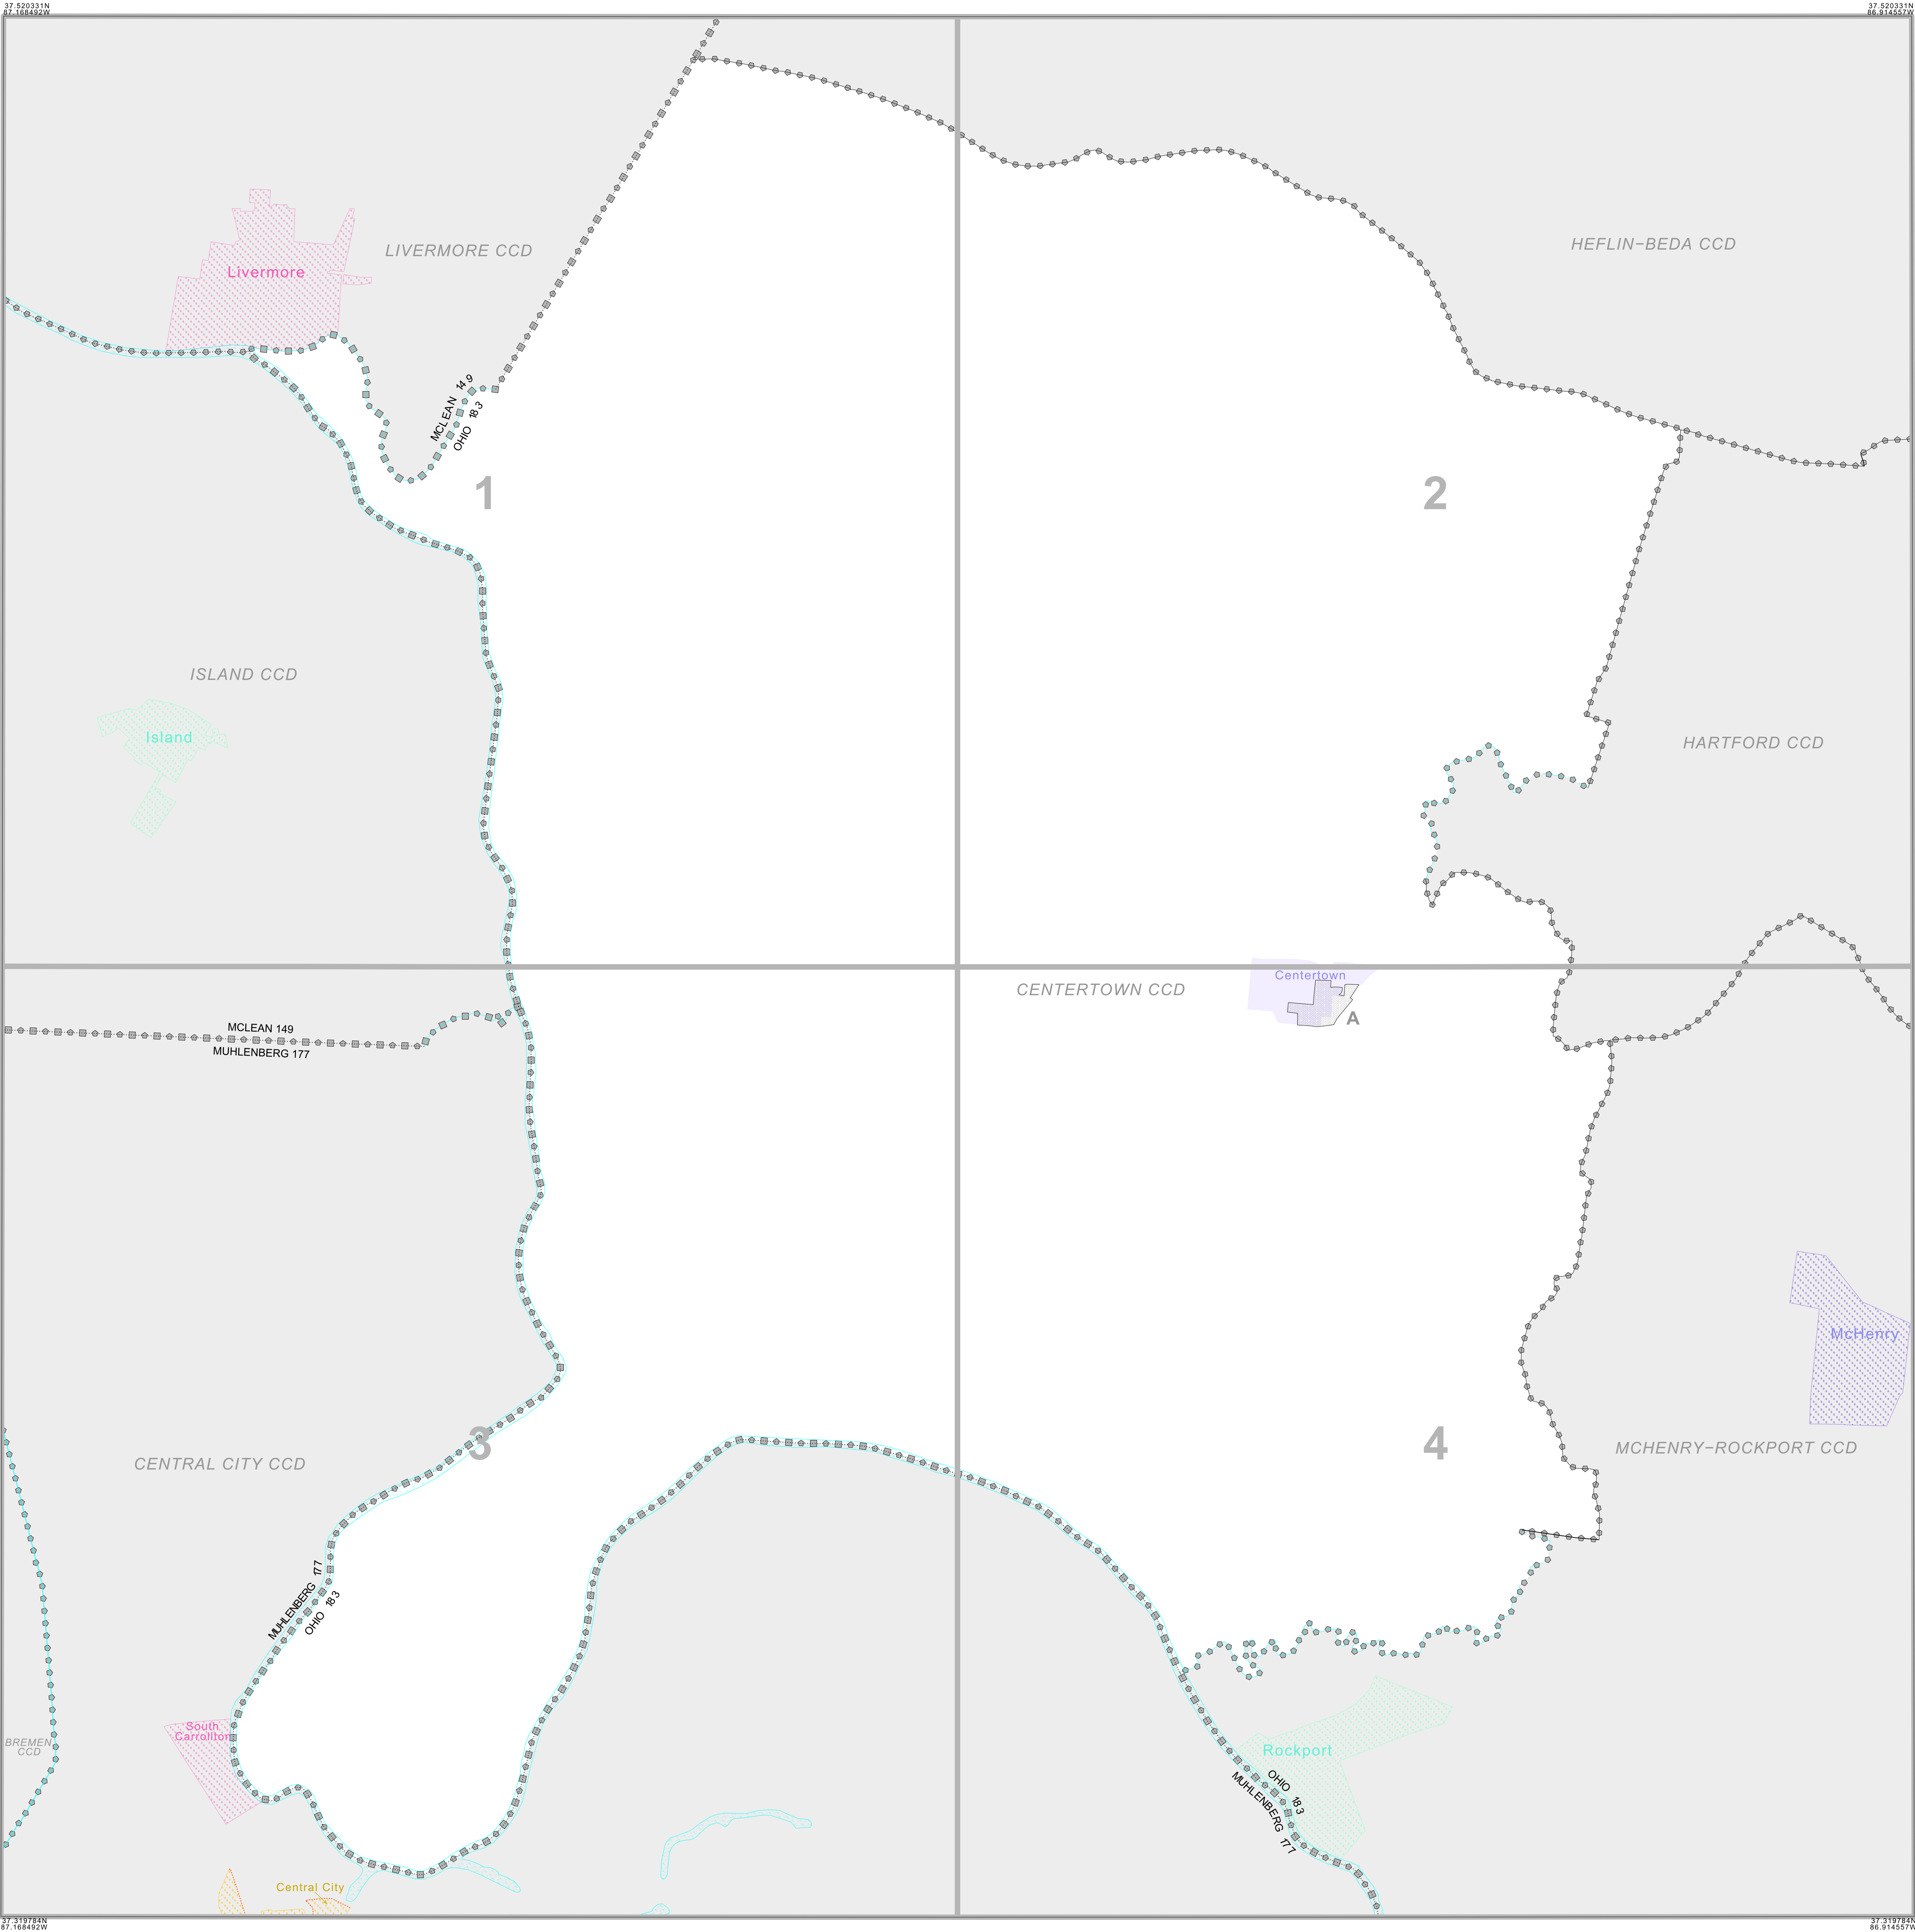 37.520331N
87.168492W
37.520331N
86.914557W
LIVERMORE CCD
HEFLIN−BEDA CCD
Livermore
MCLEAN 149
OHIO 183
1
2
ISLAND CCD
Island
HARTFORD CCD
Centertown
CENTERTOWN CCD
A
MCLEAN 149
MUHLENBERG 177
McHenry
3
4
CENTRAL CITY CCD
MCHENRY−ROCKPORT CCD
MUHLENBERG 177
OHIO 183
South
Carrollton
BREMEN
CCD
Rockport
OHIO 183
MUHLENBERG 177
Central City
37.319784N
87.168492W
37.319784N
86.914557W